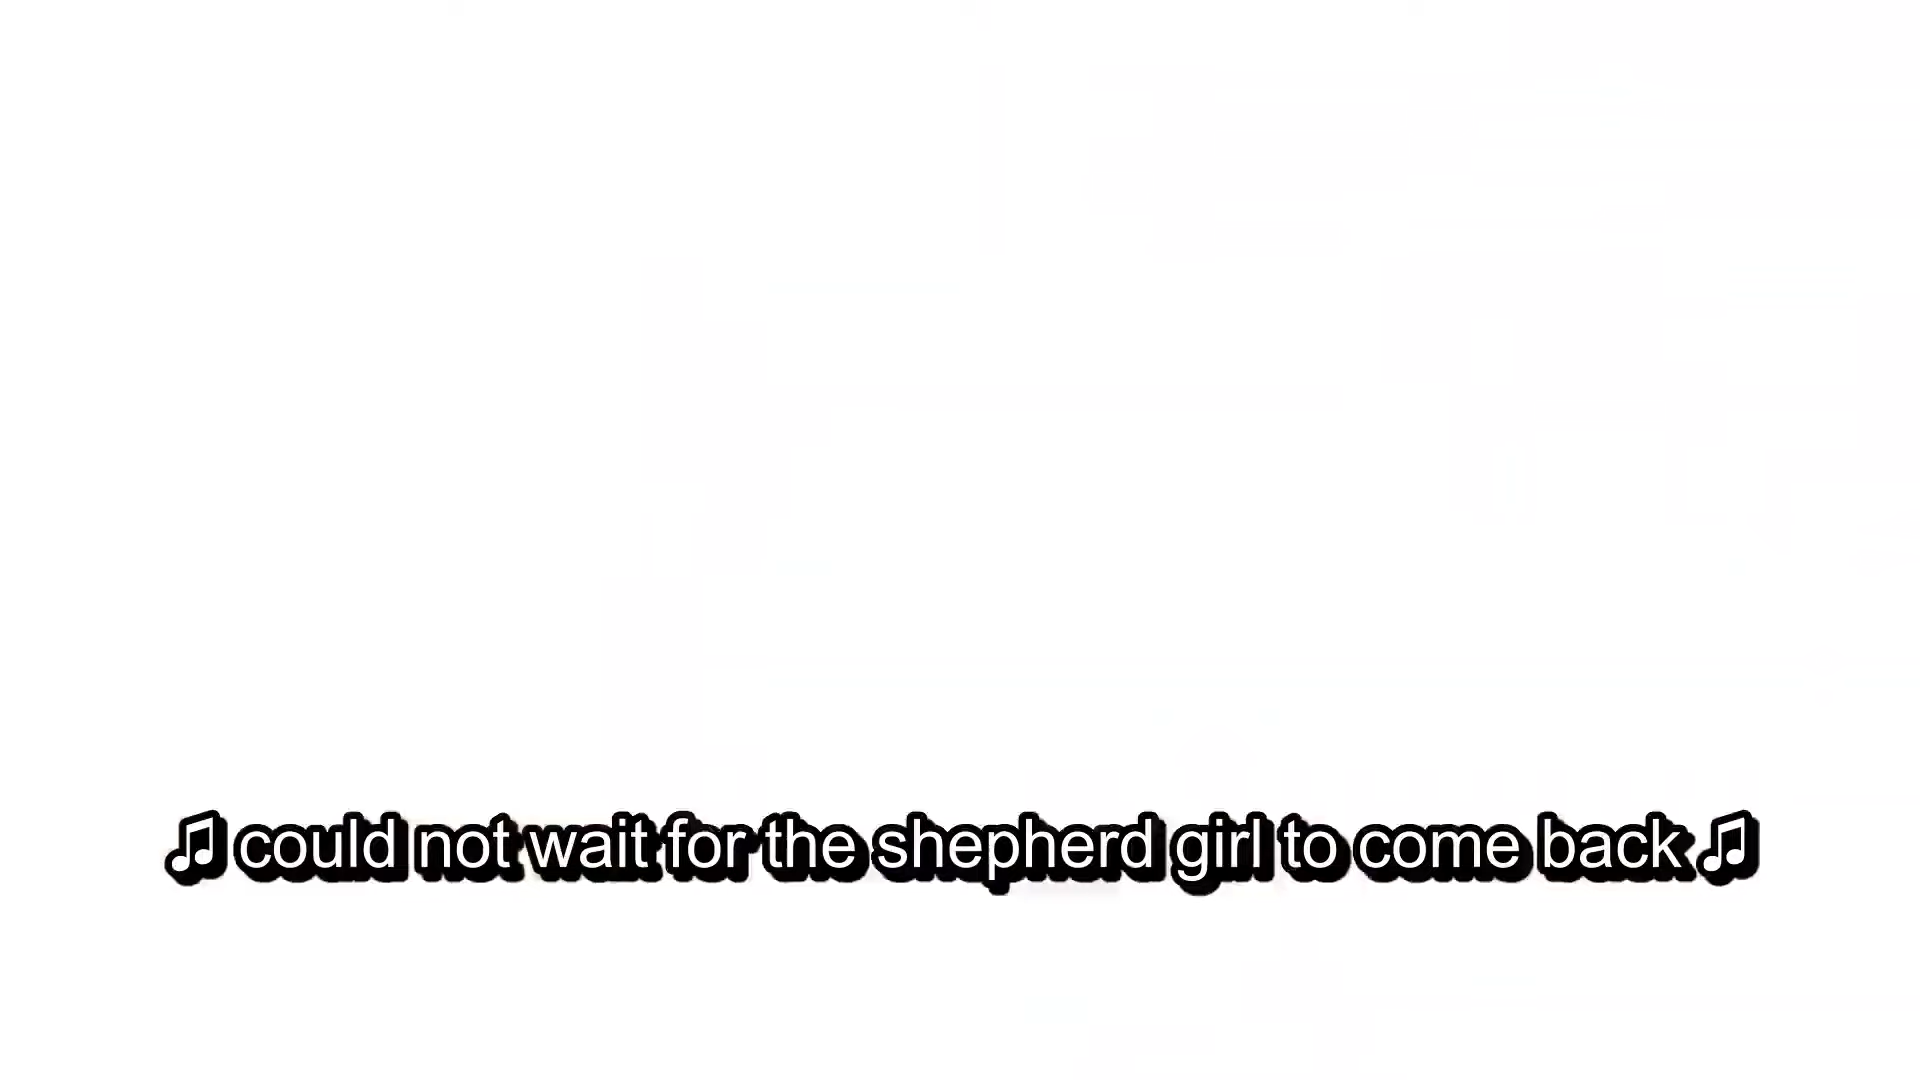 ♫ could not wait for the shepherd girl to come back ♫